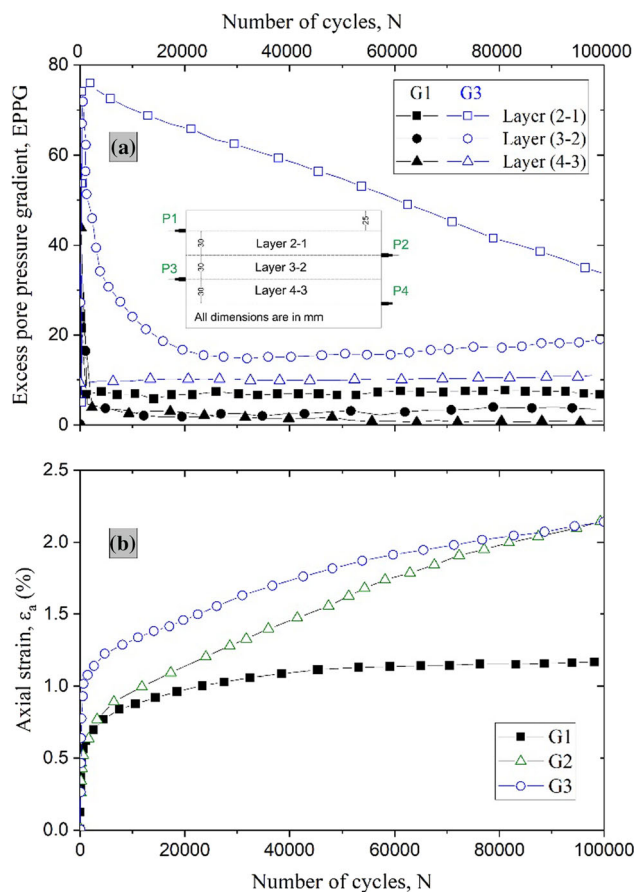 Number of cycles, N
0 20000 40000 60000 80000 100000
Excess pore pressure gradient, EPPG
80
60
40
20
0
(a)
G1 G3
Layer (2-1)
Layer (3-2)
Layer (4-3)
P1
25
30
Layer 2-1
P2
P3
30
Layer 3-2
30
Layer 4-3
P4
All dimensions are in mm
Axial strain, εa (%)
2.5
2.0
1.5
1.0
0.5
0.0
(b)
G1
G2
G3
0 20000 40000 60000 80000 100000
Number of cycles, N